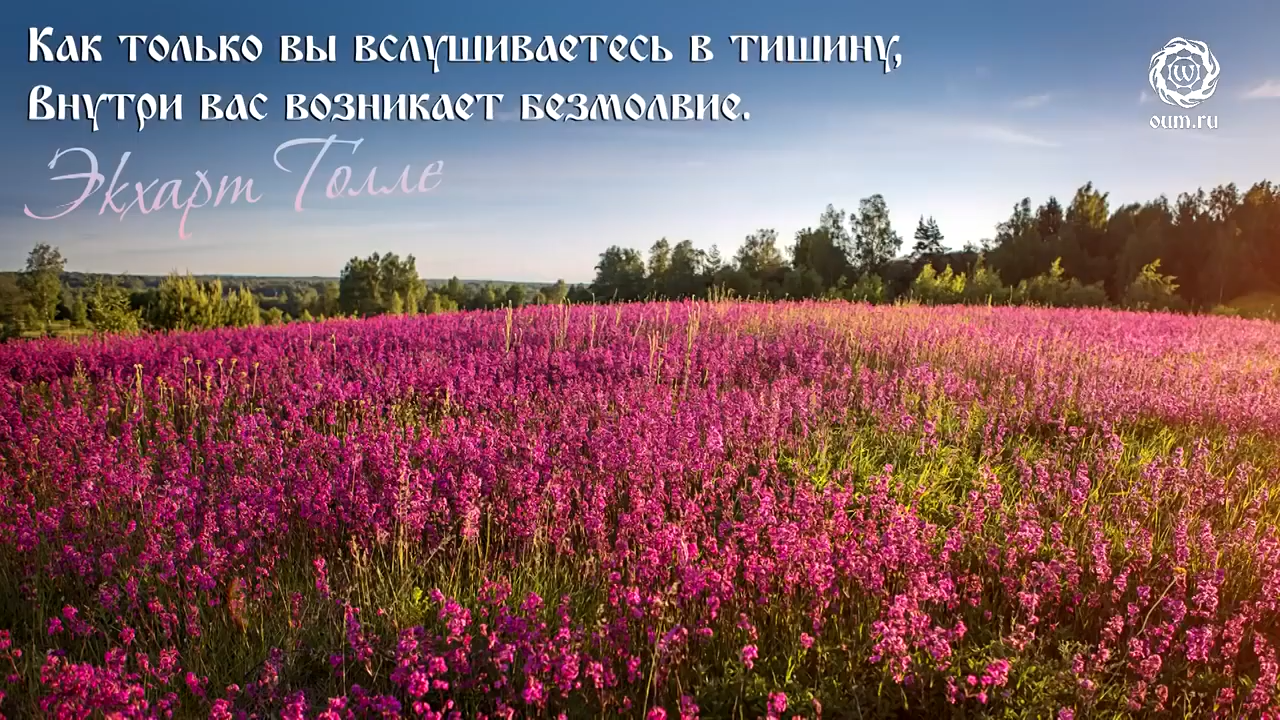 Как только вы вслушиваетесь в тишину,
Внутри вас возникает безмолвие.
Экхарт Толле
oum.ru